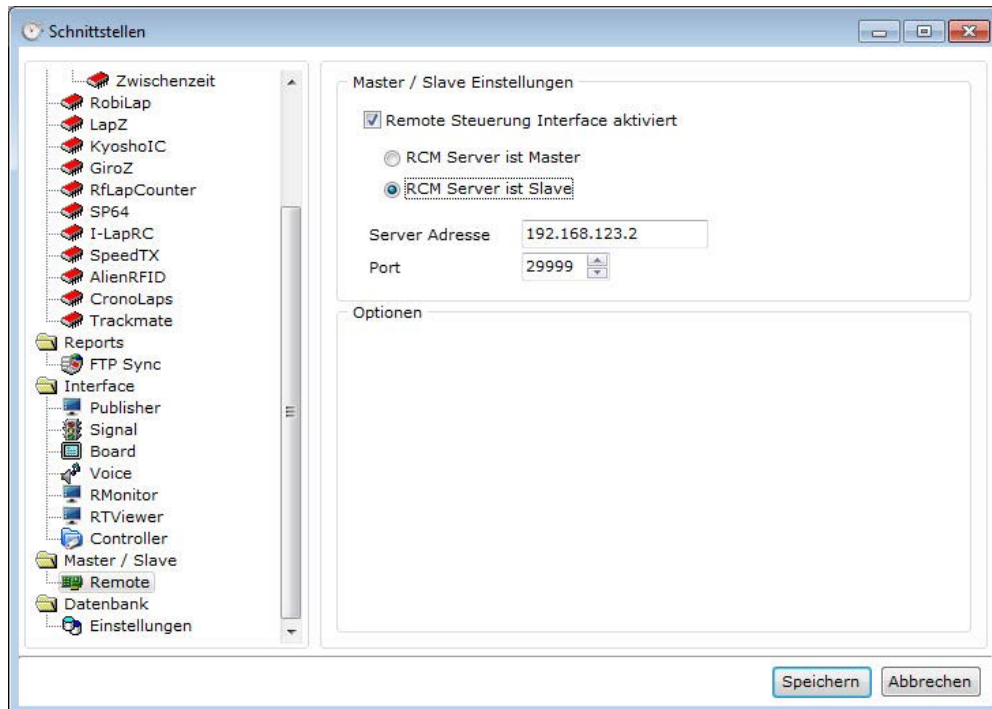 Schnittstellen
Zwischenzeit
RobiLap
LapZ
KyoshoIC
GiroZ
RfLapCounter
SP64
I-LapRC
SpeedTX
AlienRFID
CronoLaps
Trackmate
Reports
FTP Sync
Interface
Publisher
Signal
Board
Voice
RMonitor
RTViewer
Controller
Master / Slave
Remote
Datenbank
Einstellungen
Master / Slave Einstellungen
Remote Steuerung Interface aktiviert
RCM Server ist Master
RCM Server ist Slave
Server Adresse 192.168.123.2
Port 29999
Optionen
Speichern Abbrechen